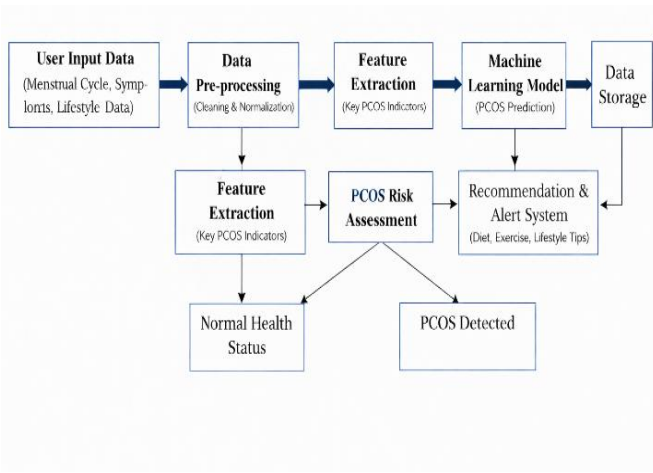 User Input Data
(Menstrual Cycle, Symp-
lonts, Lifestyle Data)
Data
Pre-processing
(Cleaning & Normalization)
Feature
Extraction
(Key PCOS Indicators)
Machine
Learning Model
(PCOS Prediction)
Data
Storage
Feature
Extraction
(Key PCOS Indicators)
PCOS Risk
Assessment
Recommendation &
Alert System
(Diet, Exercise, Lifestyle Tips)
Normal Health
Status
PCOS Detected